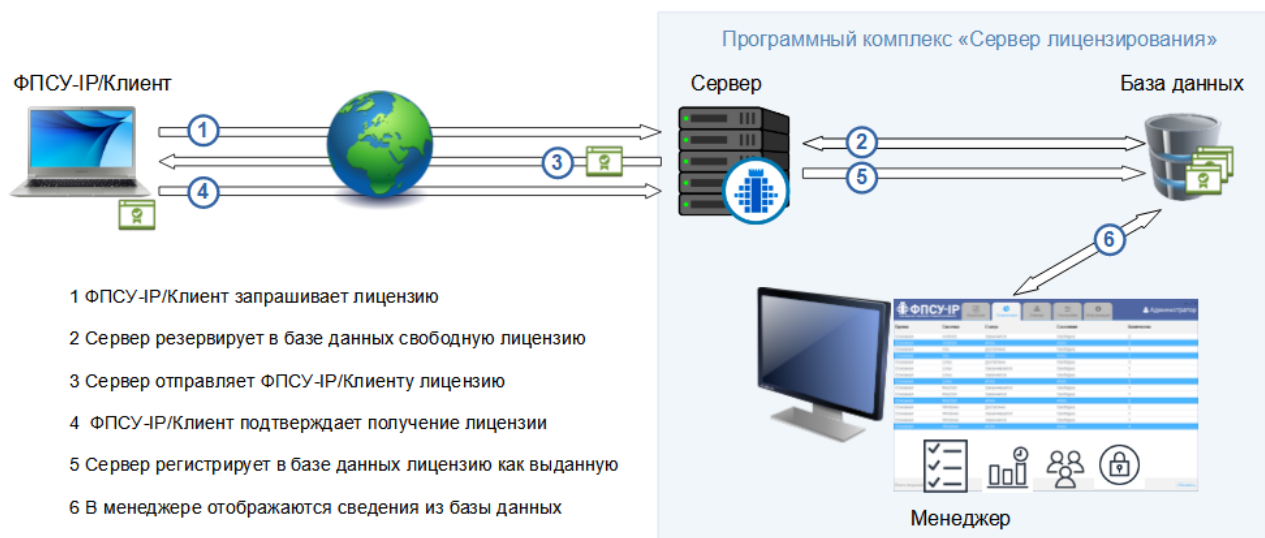 Программный комплекс «Сервер лицензирования»
ФПСУ-IP/Клиент
Сервер
База данных
1
2
3
4
5
6
ФПСУ-IP
Администратор
1 ФПСУ-IP/Клиент запрашивает лицензию
2 Сервер резервирует в базе данных свободную лицензию
3 Сервер отправляет ФПСУ-IP/Клиенту лицензию
4 ФПСУ-IP/Клиент подтверждает получение лицензии
5 Сервер регистрирует в базе данных лицензию как выданную
6 В менеджере отображаются сведения из базы данных
Менеджер